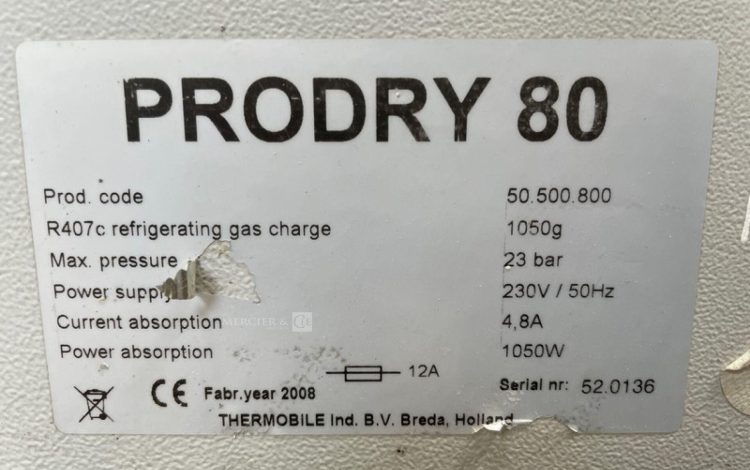 PRODRY 80
Prod. code 50.500.800
R407c refrigerating gas charge 1050g
Max. pressure 23 bar
Power supply 230V / 50Hz
Current absorption 4,8A
MERCIER &
Power absorption 1050W
12A
CE Fabr.year 2008 Serial nr: 52.0136
THERMOBILE Ind. B.V. Breda, Holland